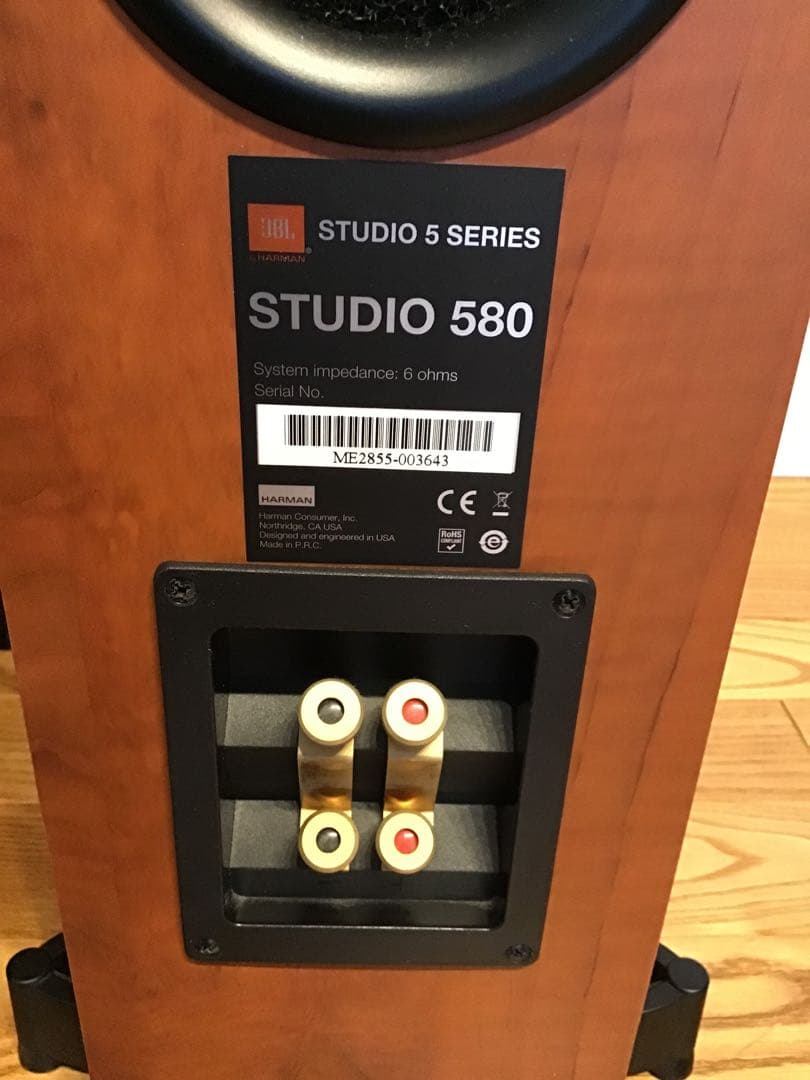 JBL STUDIO 5 SERIES
® HARMAN
STUDIO 580
System impedance: 6 ohms
Serial No.
ME2855-003643
HARMAN
CE
Harman Consumer, Inc.
Northridge, CA USA
Designed and engineered in USA
Made in P.R.C.
RoHS
COMPLIANT
e